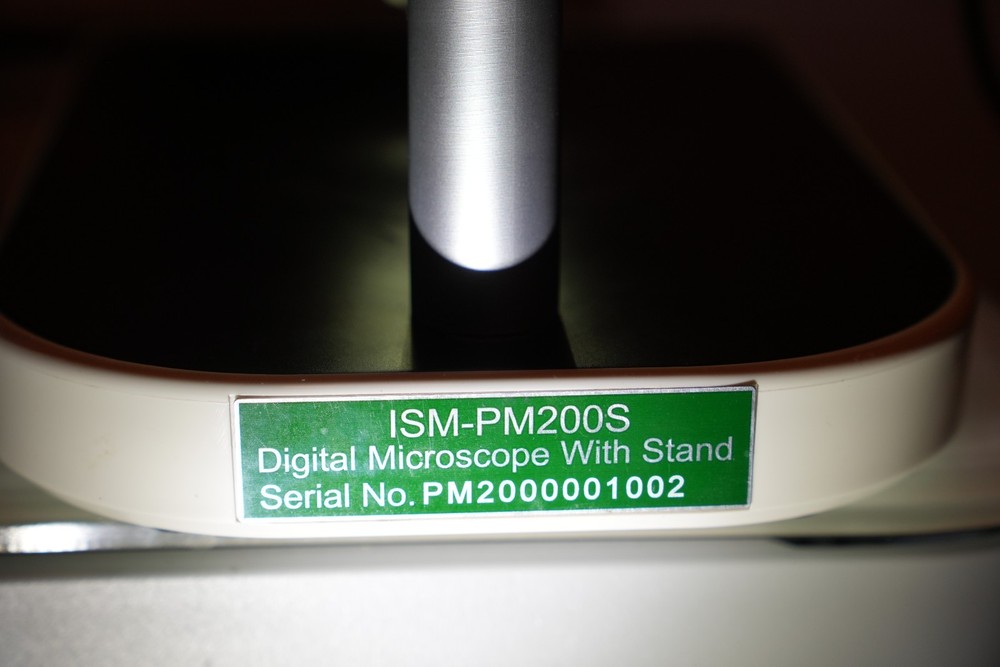 ISM-PM200S
Digital Microscope With Stand
Serial No. PM2000001002